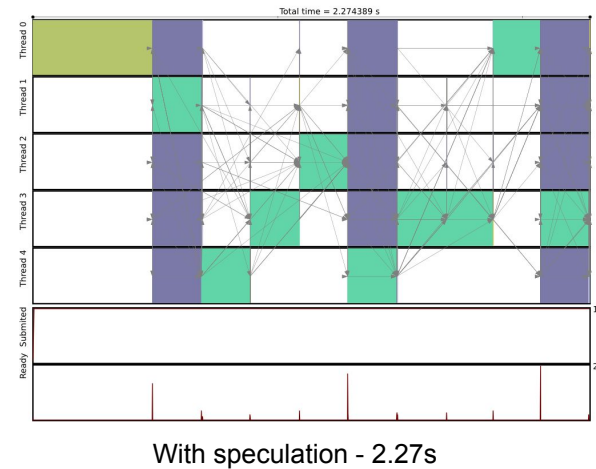 Total time = 2.274389 s
Thread 0
Thread 1
Thread 2
Thread 3
Thread 4
Submited
1
Ready
2
With speculation - 2.27s